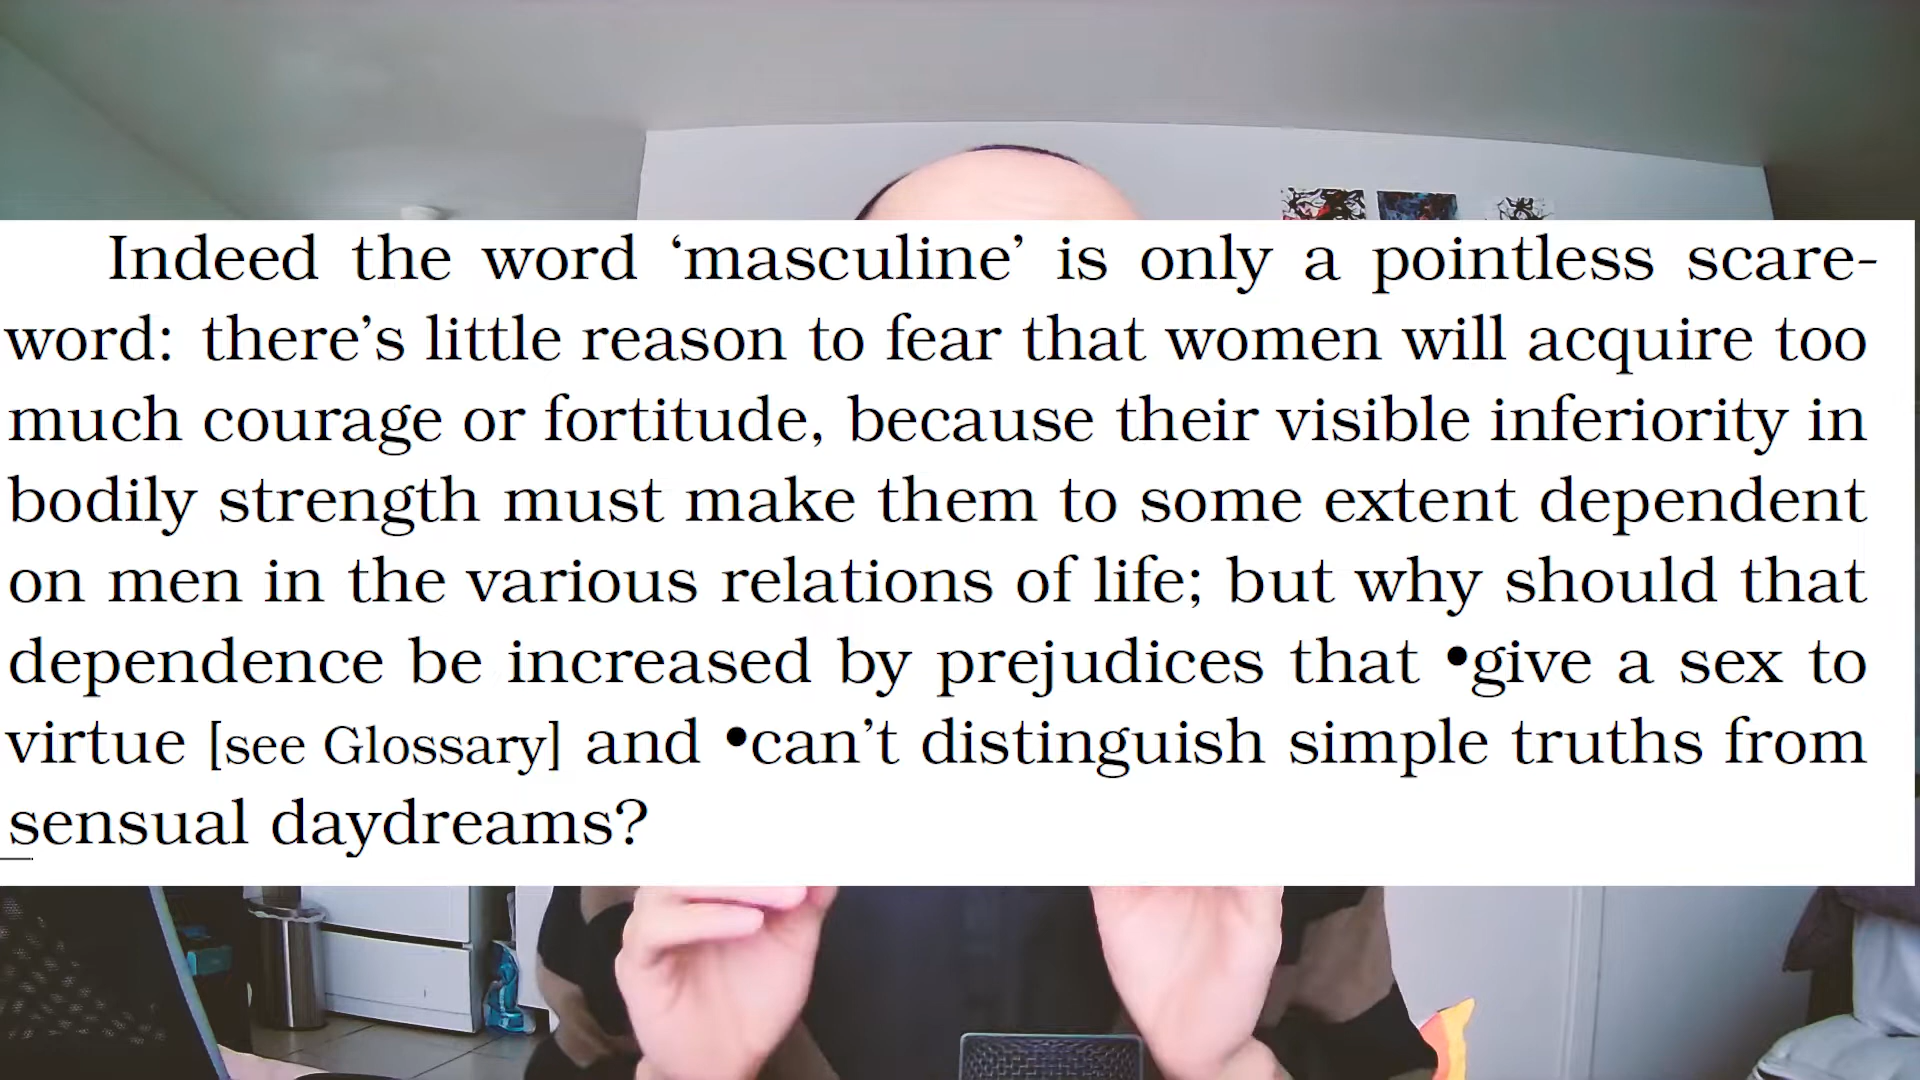 Indeed the word ‘masculine’ is only a pointless scare-
word: there’s little reason to fear that women will acquire too
much courage or fortitude, because their visible inferiority in
bodily strength must make them to some extent dependent
on men in the various relations of life; but why should that
dependence be increased by prejudices that •give a sex to
virtue [see Glossary] and •can’t distinguish simple truths from
sensual daydreams?